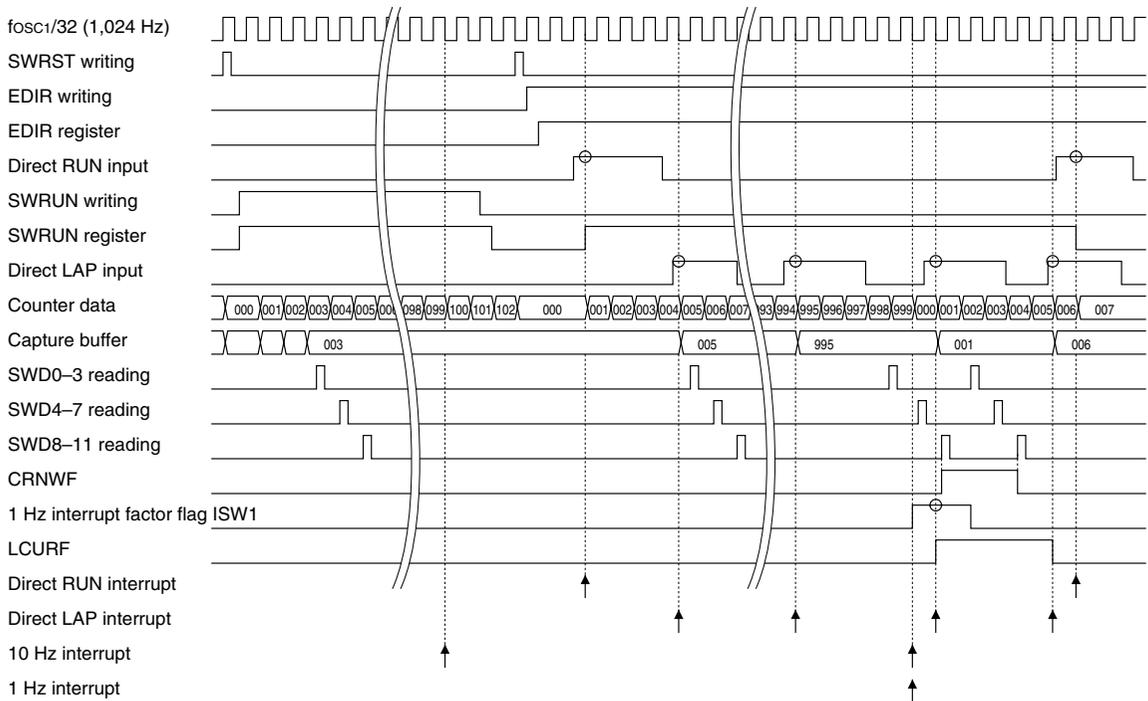 fOSC1/32 (1,024 Hz)
SWRST writing
EDIR writing
EDIR register
Direct RUN input
SWRUN writing
SWRUN register
Direct LAP input
Counter data 000 001 002 003 004 005 006 098 099 100 101 102 000 001 002 003 004 005 006 007 993 994 995 996 997 998 999 000 001 002 003 004 005 006 007
Capture buffer 003 005 995 001 006
SWD0–3 reading
SWD4–7 reading
SWD8–11 reading
CRNWF
1 Hz interrupt factor flag ISW1
LCURF
Direct RUN interrupt
Direct LAP interrupt
10 Hz interrupt
1 Hz interrupt